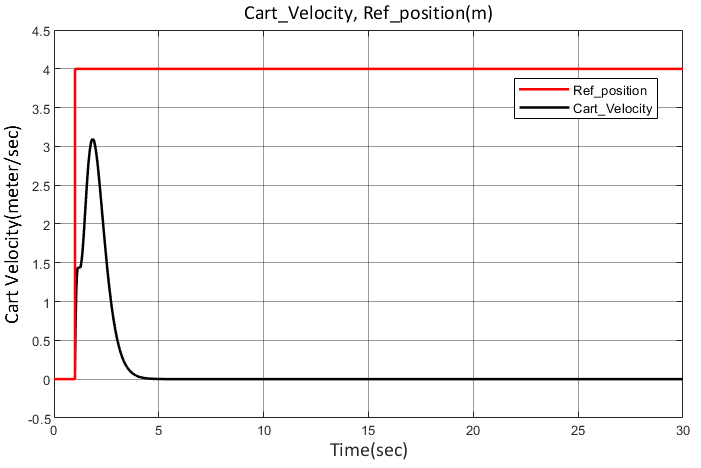 Cart_Velocity, Ref_position(m)
4.5
4
3.5
3
2.5
2
1.5
1
0.5
0
-0.5
Cart Velocity(meter/sec)
Ref_position
Cart_Velocity
0 5 10 15 20 25 30
Time(sec)